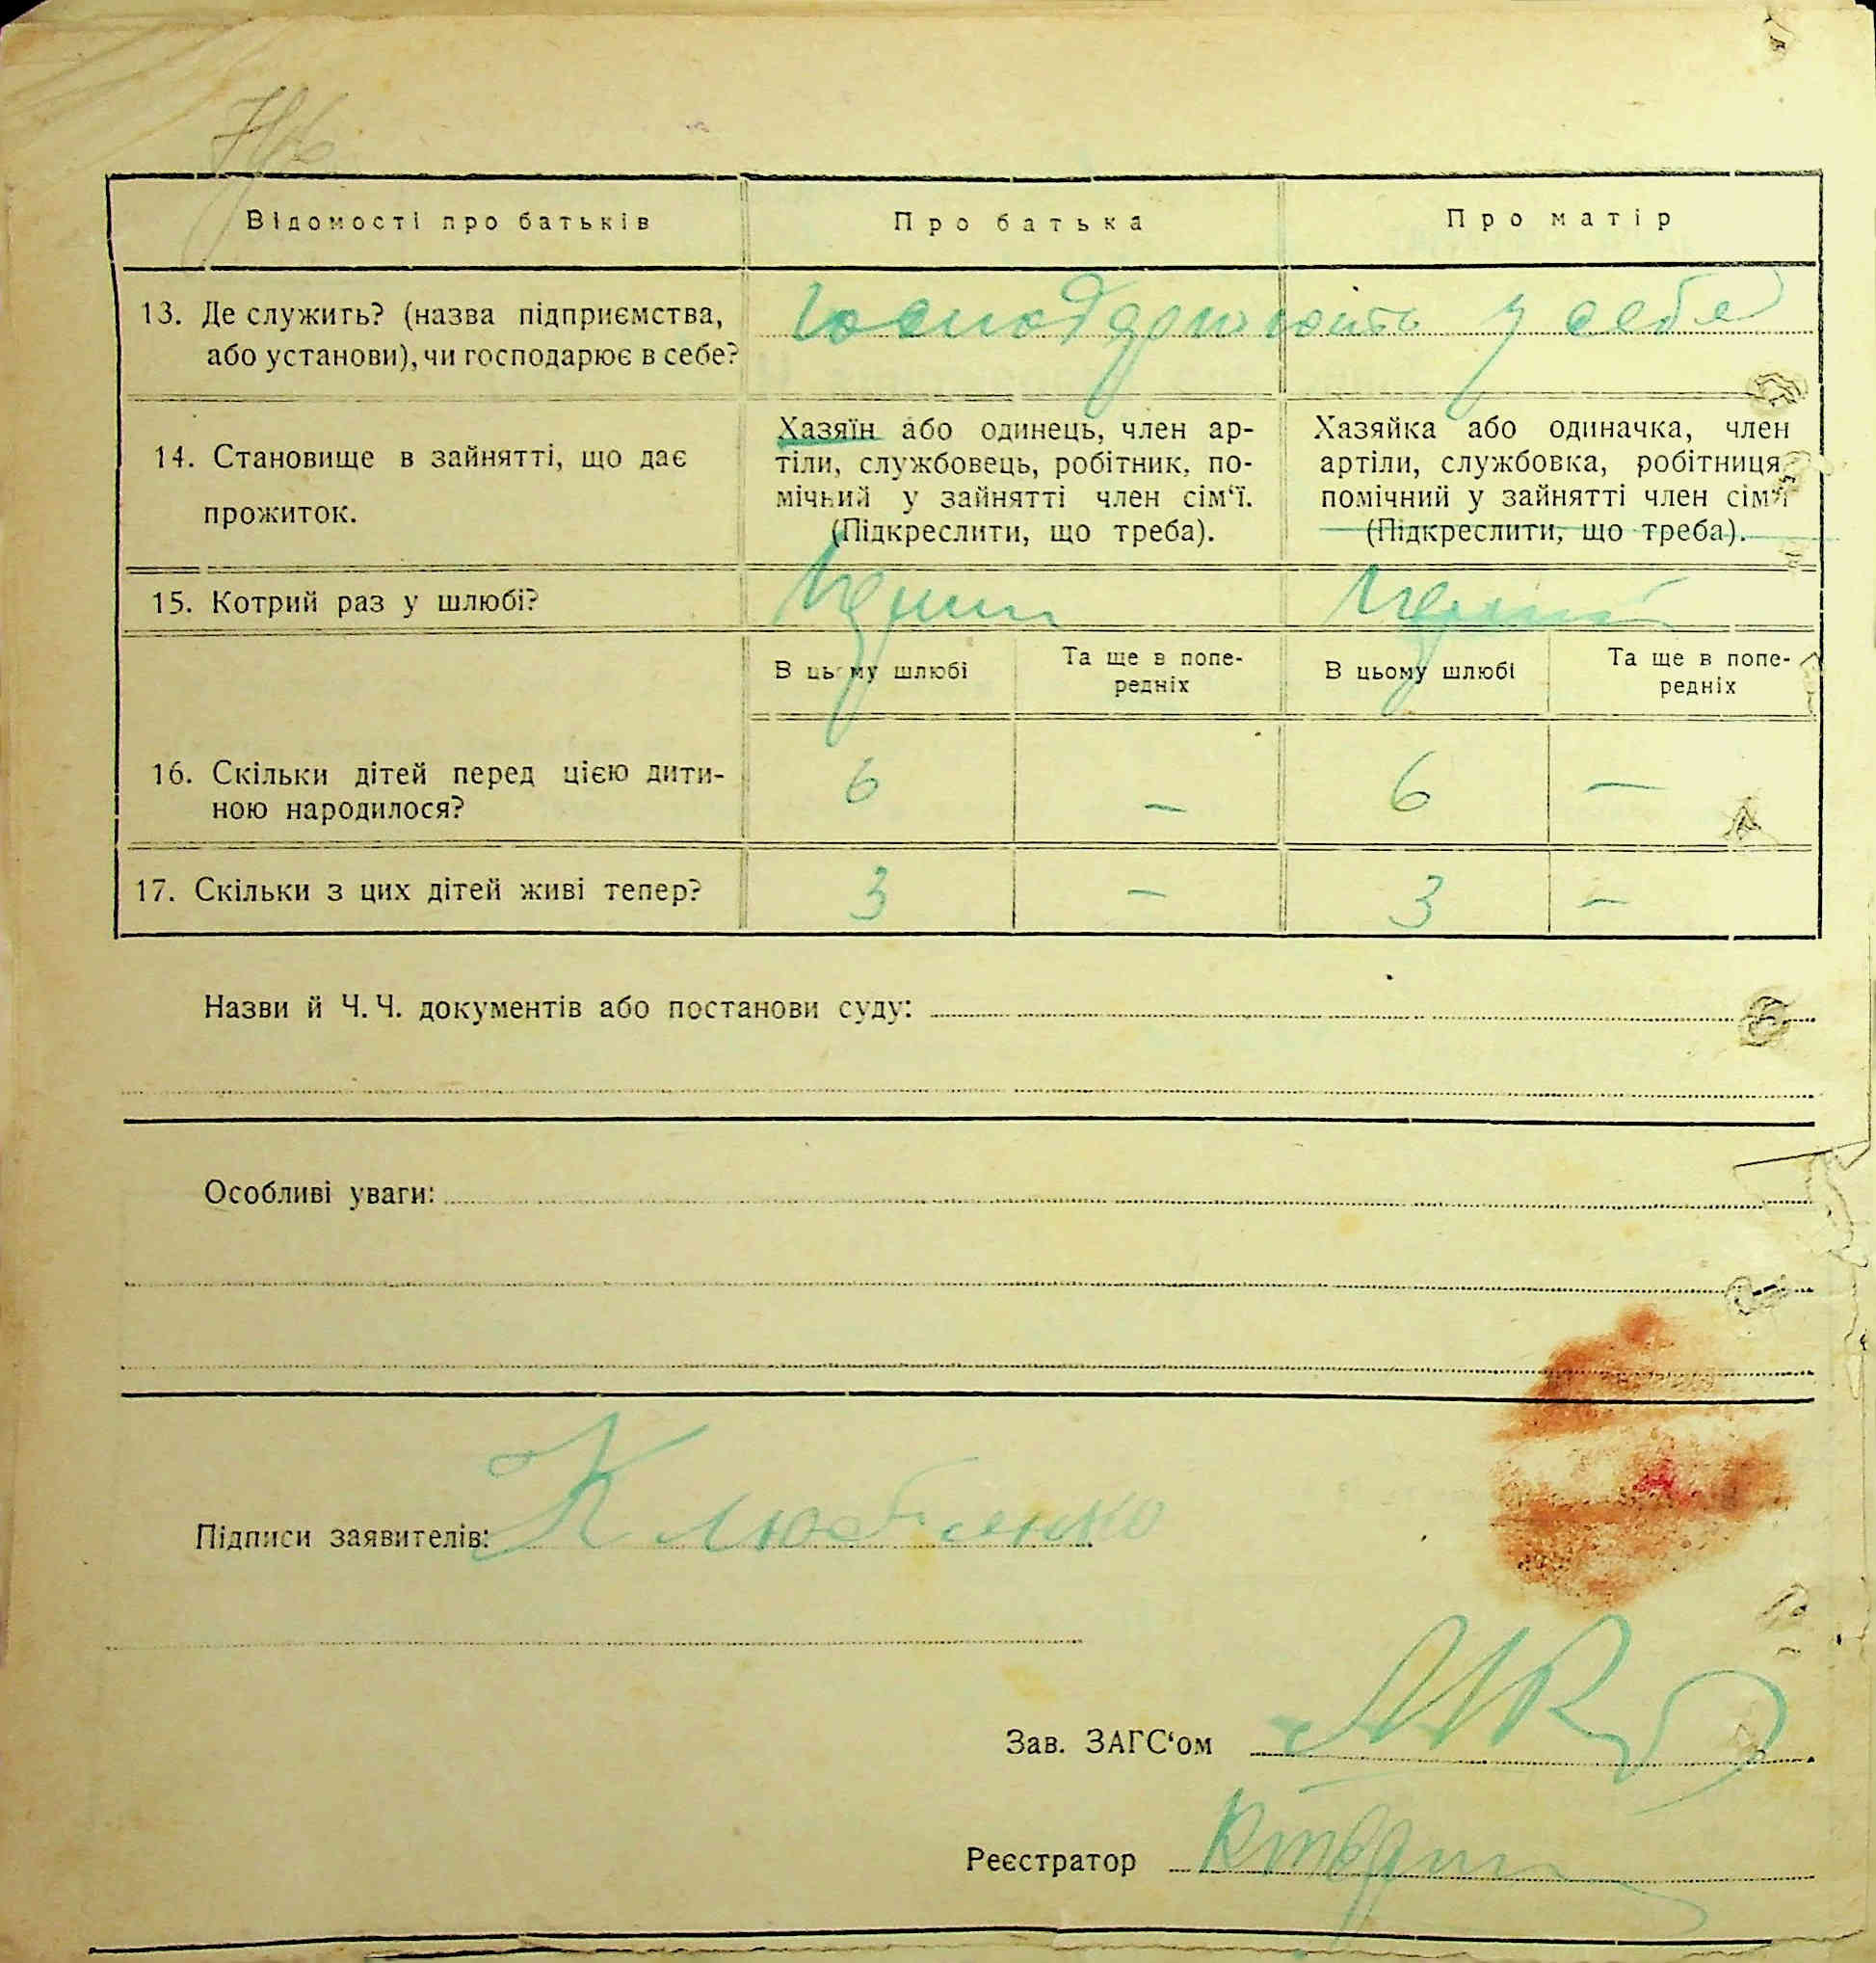 Відомості про батьків
Про батька
Про матір
13. Де служить? (назва підприємства,
або установи), чи господарює в себе?
у себе
14. Становище в зайнятті, що дає
прожиток.
Хазяїн або одинець, член ар-
тіли, службовець, робітник, по-
мічний у зайнятті член сім‘ї.
(Підкреслити, що треба).
Хазяйка або одиначка, член
артіли, службовка, робітниця,
помічний у зайнятті член сім‘ї
(Підкреслити, що треба).
15. Котрий раз у шлюбі?
В цьому шлюбі
Та ще в попе-
редніх
В цьому шлюбі
Та ще в попе-
редніх
16. Скільки дітей перед цією дити-
ною народилося?
6 — 6 —
17. Скільки з цих дітей живі тепер?
3 — 3 —
Назви й Ч. Ч. документів або постанови суду:
Особливі уваги:
Підписи заявителів:
Зав. ЗАГС‘ом
Реєстратор